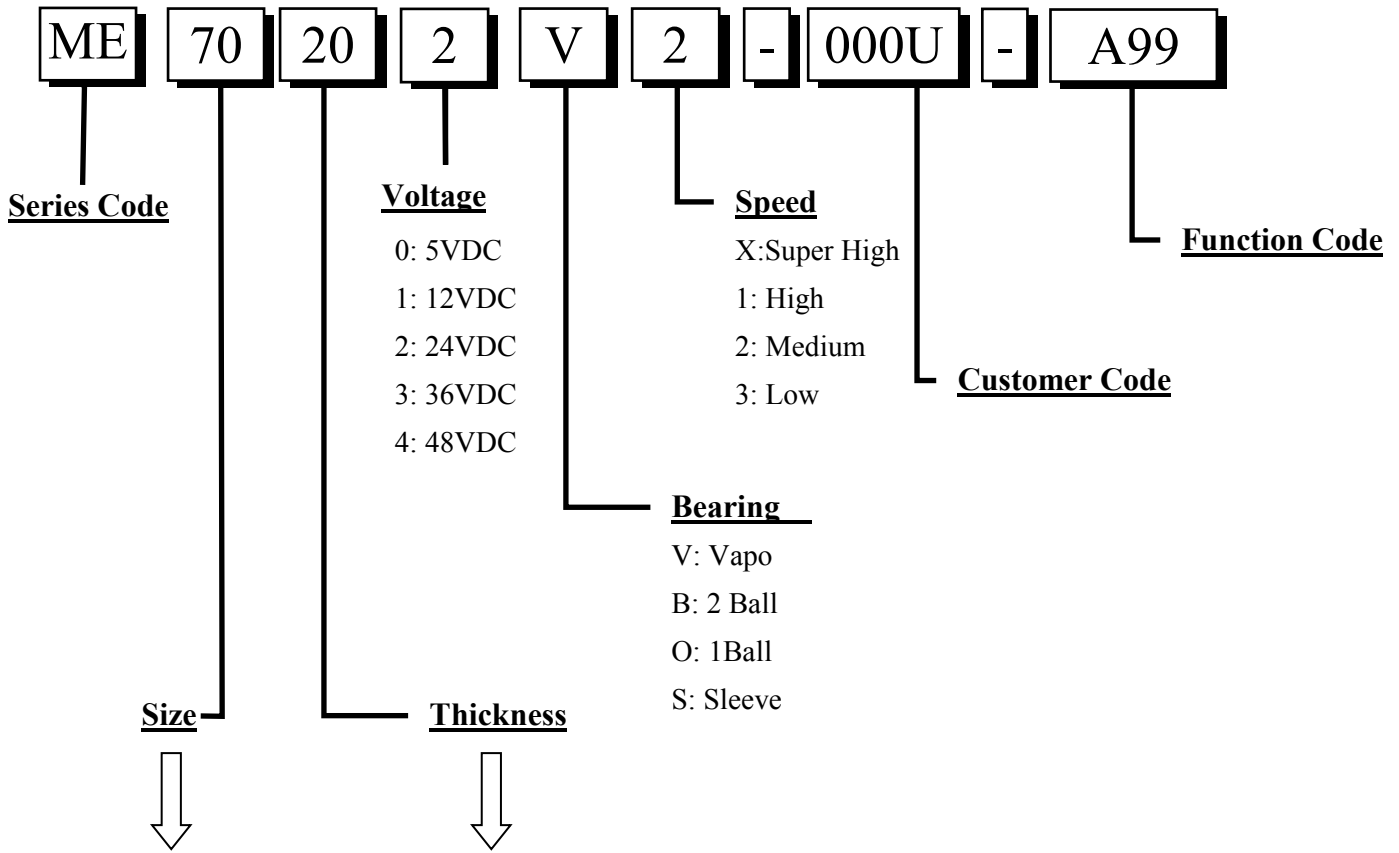 ME 70 20 2 V 2 - 000U - A99
Series Code
Voltage
0: 5VDC
1: 12VDC
2: 24VDC
3: 36VDC
4: 48VDC
Speed
X:Super High
1: High
2: Medium
3: Low
Function Code
Customer Code
Bearing
V: Vapo
B: 2 Ball
O: 1Ball
S: Sleeve
Size
Thickness